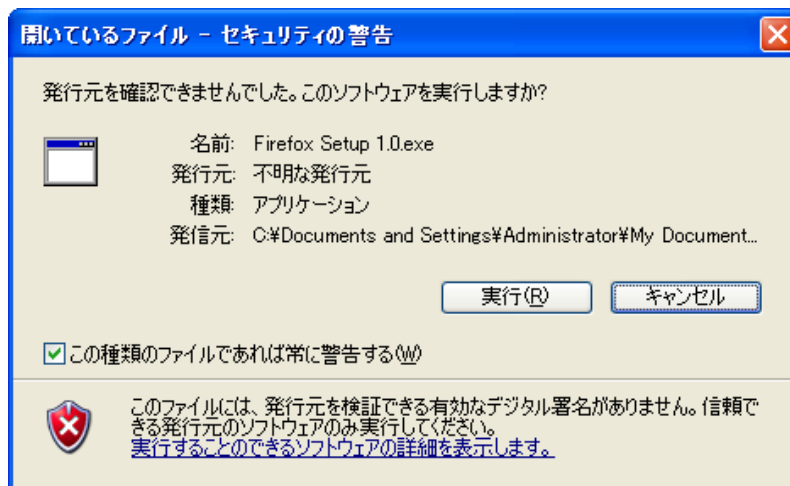 開いているファイル - セキュリティの警告
発行元を確認できませんでした。このソフトウェアを実行しますか?
名前: Firefox Setup 1.0.exe
発行元: 不明な発行元
種類: アプリケーション
発信元: C:¥Documents and Settings¥Administrator¥My Document...
実行(R) キャンセル
この種類のファイルであれば常に警告する(W)
このファイルには、発行元を検証できる有効なデジタル署名がありません。信頼で
きる発行元のソフトウェアのみ実行してください。
実行することのできるソフトウェアの詳細を表示します。